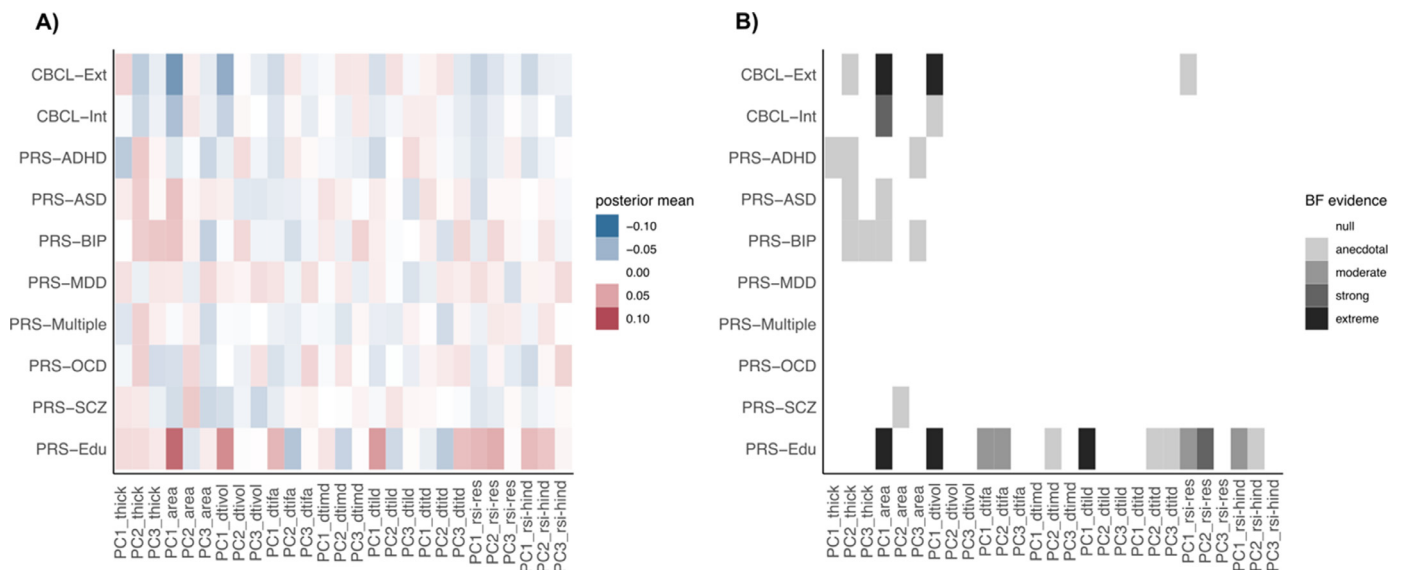 A)
CBCL−Ext
CBCL−Int
PRS−ADHD
PRS−ASD
PRS−BIP
PRS−MDD
PRS−Multiple
PRS−OCD
PRS−SCZ
PRS−Edu
PC1_thick
PC2_thick
PC3_thick
PC1_area
PC2_area
PC3_area
PC1_dtivol
PC2_dtivol
PC3_dtivol
PC1_dtifa
PC2_dtifa
PC3_dtifa
PC1_dtimd
PC2_dtimd
PC3_dtimd
PC1_dtild
PC2_dtild
PC3_dtild
PC1_dtitd
PC2_dtitd
PC3_dtitd
PC1_rsi−res
PC2_rsi−res
PC3_rsi−res
PC1_rsi−hind
PC2_rsi−hind
PC3_rsi−hind
posterior mean
−0.10
−0.05
0.00
0.05
0.10
B)
CBCL−Ext
CBCL−Int
PRS−ADHD
PRS−ASD
PRS−BIP
PRS−MDD
PRS−Multiple
PRS−OCD
PRS−SCZ
PRS−Edu
PC1_thick
PC2_thick
PC3_thick
PC1_area
PC2_area
PC3_area
PC1_dtivol
PC2_dtivol
PC3_dtivol
PC1_dtifa
PC2_dtifa
PC3_dtifa
PC1_dtimd
PC2_dtimd
PC3_dtimd
PC1_dtild
PC2_dtild
PC3_dtild
PC1_dtitd
PC2_dtitd
PC3_dtitd
PC1_rsi−res
PC2_rsi−res
PC3_rsi−res
PC1_rsi−hind
PC2_rsi−hind
PC3_rsi−hind
BF evidence
null
anecdotal
moderate
strong
extreme